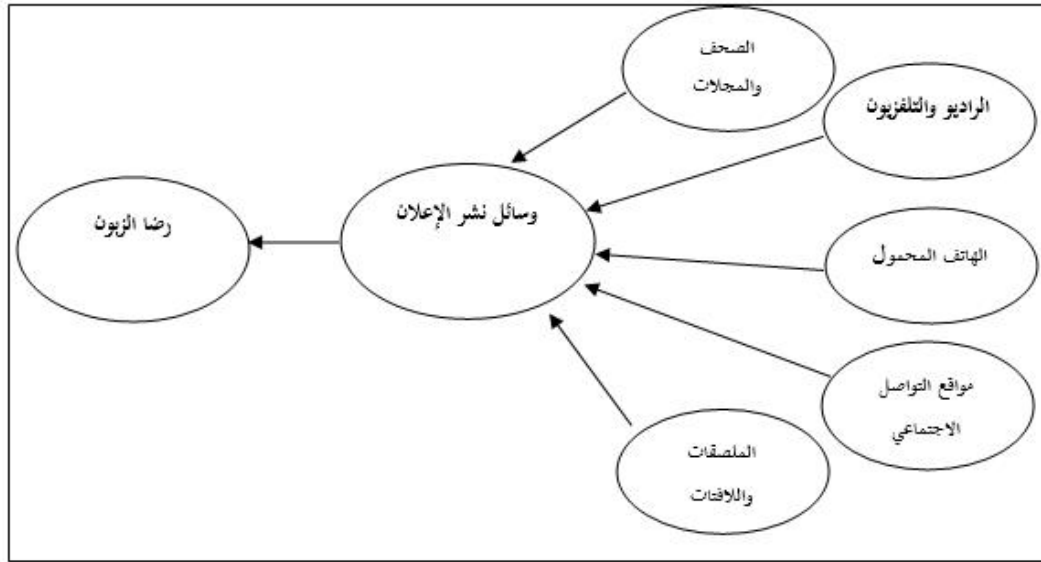 الصحف
والمجلات
الراديو والتلفزيون
وسائل نشر الإعلان
رضا الزبون
الهاتف المحمول
مواقع التواصل
الاجتماعي
الملصقات
واللافتات